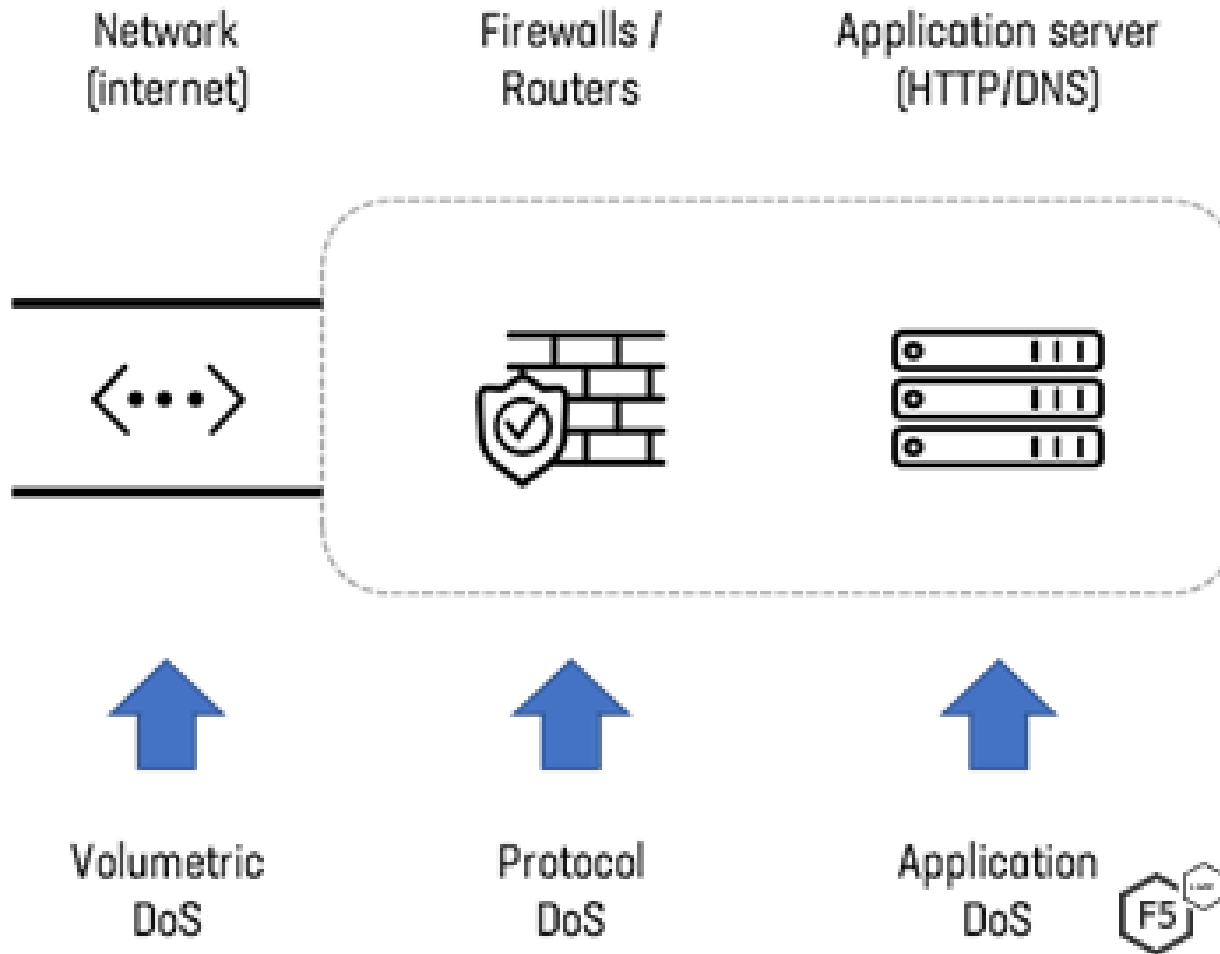 Network
(internet)
Firewalls /
Routers
Application server
(HTTP/DNS)
Volumetric
DoS
Protocol
DoS
Application
DoS
F5